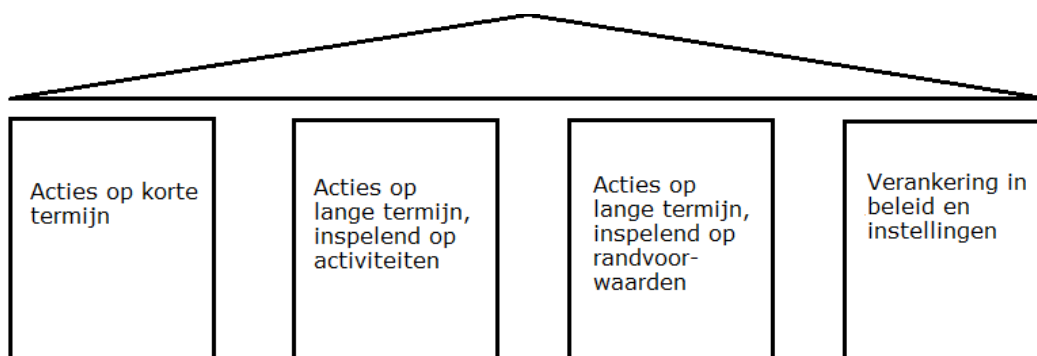 Acties op korte
termijn
Acties op
lange termijn,
inspelend op
activiteiten
Acties op
lange termijn,
inspelend op
randvoor-
waarden
Verankering in
beleid en
instellingen